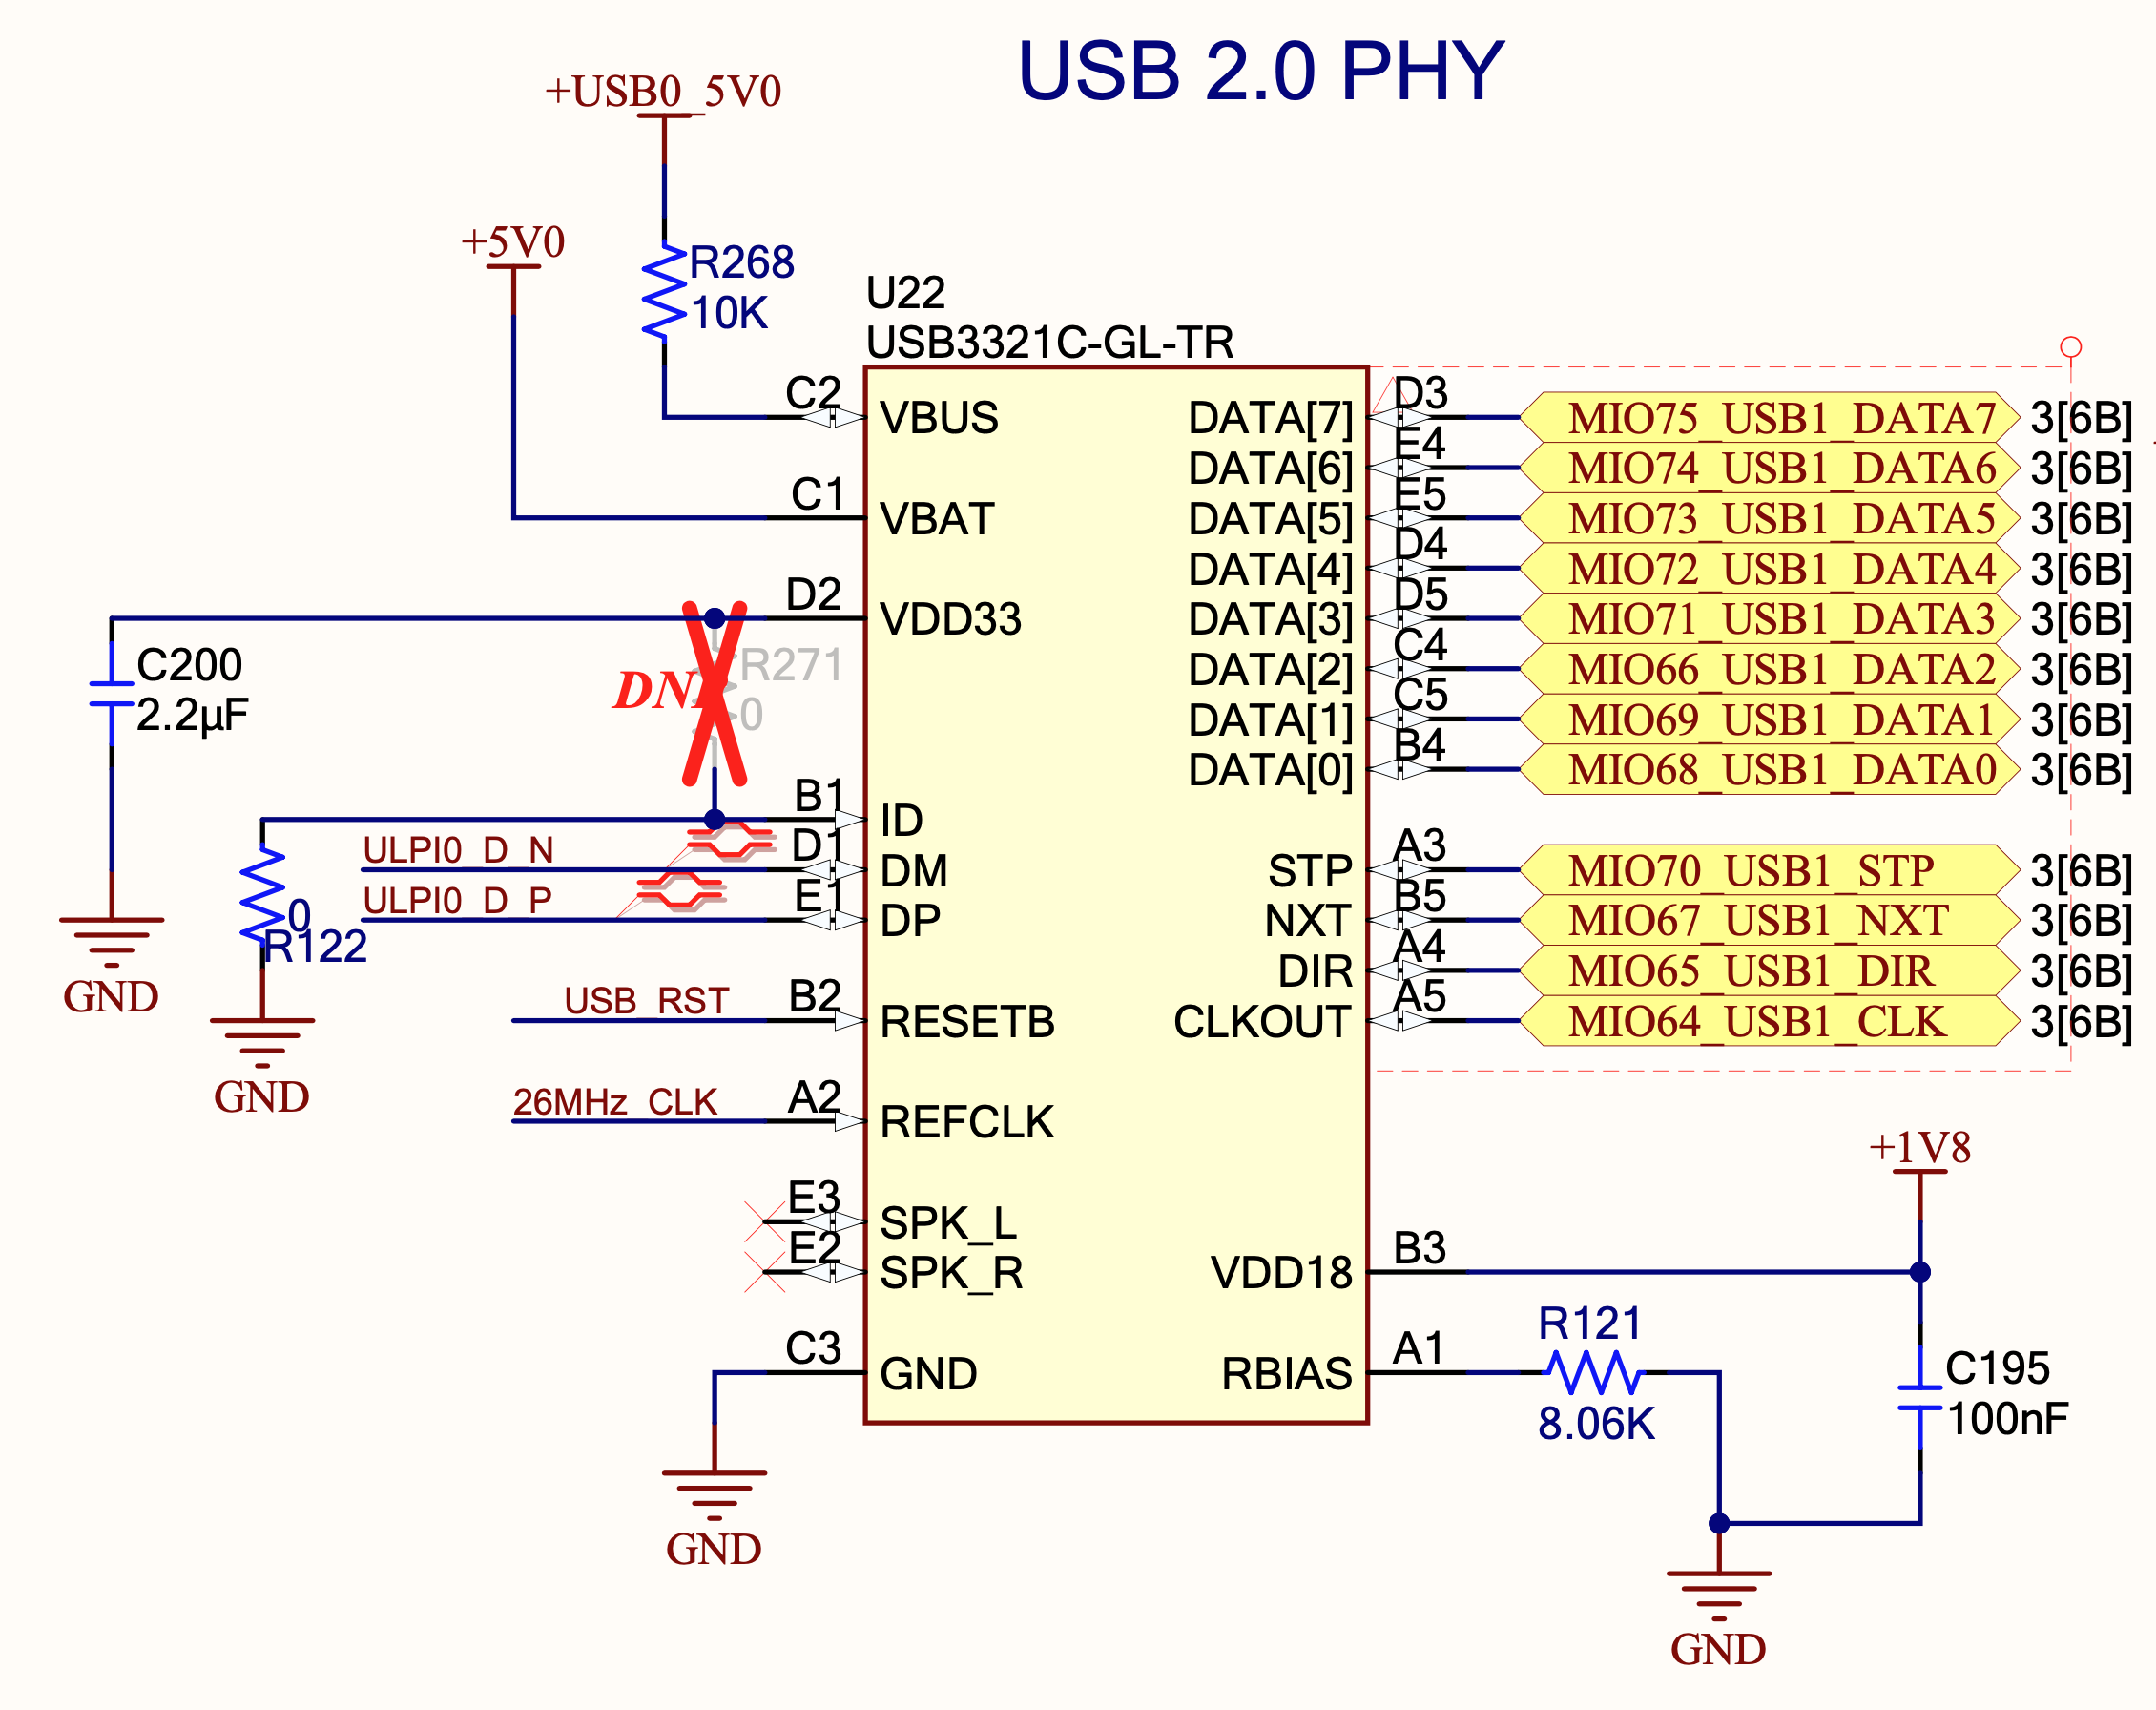 USB 2.0 PHY
+USB0_5V0
+5V0
R268
10K
U22
USB3321C-GL-TR
C2 VBUS
C1 VBAT
D2 VDD33
C200
2.2µF
GND
R271
0
DN
B1 ID
ULPI0_D_N D1 DM
ULPI0_D_P E1 DP
0
R122
GND
USB_RST B2 RESETB
26MHz_CLK A2 REFCLK
E3 SPK_L
E2 SPK_R
C3 GND
GND
DATA[7] D3 MIO75_USB1_DATA7 3[6B]
DATA[6] E4 MIO74_USB1_DATA6 3[6B]
DATA[5] E5 MIO73_USB1_DATA5 3[6B]
DATA[4] D4 MIO72_USB1_DATA4 3[6B]
DATA[3] D5 MIO71_USB1_DATA3 3[6B]
DATA[2] C4 MIO66_USB1_DATA2 3[6B]
DATA[1] C5 MIO69_USB1_DATA1 3[6B]
DATA[0] B4 MIO68_USB1_DATA0 3[6B]
STP A3 MIO70_USB1_STP 3[6B]
NXT B5 MIO67_USB1_NXT 3[6B]
DIR A4 MIO65_USB1_DIR 3[6B]
CLKOUT A5 MIO64_USB1_CLK 3[6B]
+1V8
VDD18 B3
RBIAS A1
R121
8.06K
C195
100nF
GND